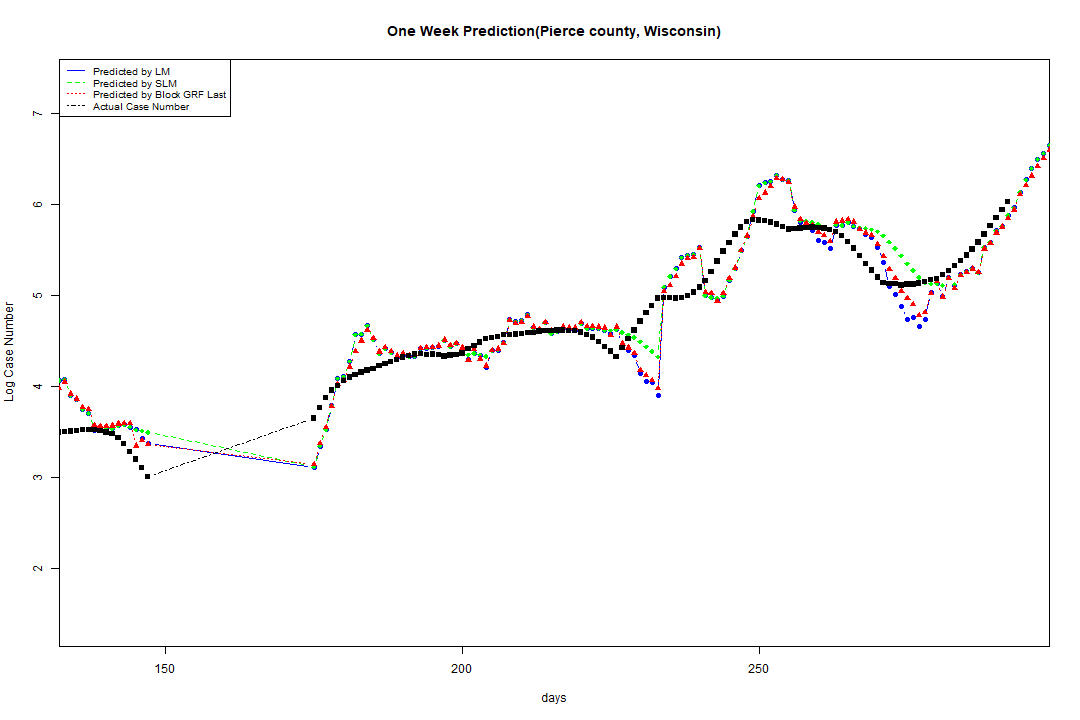 One Week Prediction(Pierce county, Wisconsin)
Predicted by LM
Predicted by SLM
Predicted by Block GRF Last
Actual Case Number
7
6
5
4
3
2
Log Case Number
150 200 250
days